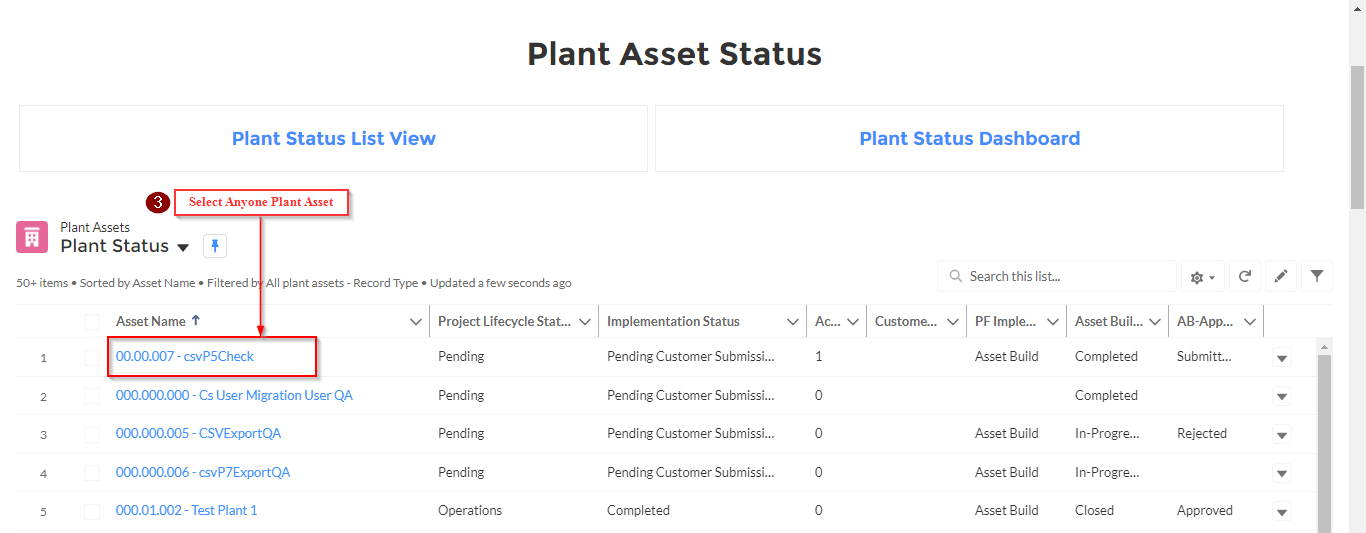 Plant Asset Status
Plant Status List View
Plant Status Dashboard
3 Select Anyone Plant Asset
Plant Assets
Plant Status
50+ items • Sorted by Asset Name • Filtered by All plant assets - Record Type • Updated a few seconds ago
Search this list...
Asset Name Project Lifecycle Stat... Implementation Status Ac... Custome... PF Imple... Asset Buil... AB-App...
1 00.00.007 - csvP5Check Pending Pending Customer Submissi... 1 Asset Build Completed Submitt...
2 000.000.000 - Cs User Migration User QA Pending Pending Customer Submissi... 0 Completed
3 000.000.005 - CSVExportQA Pending Pending Customer Submissi... 0 Asset Build In-Progre... Rejected
4 000.000.006 - csvP7ExportQA Pending Pending Customer Submissi... 0 Asset Build In-Progre...
5 000.01.002 - Test Plant 1 Operations Completed 0 Asset Build Closed Approved